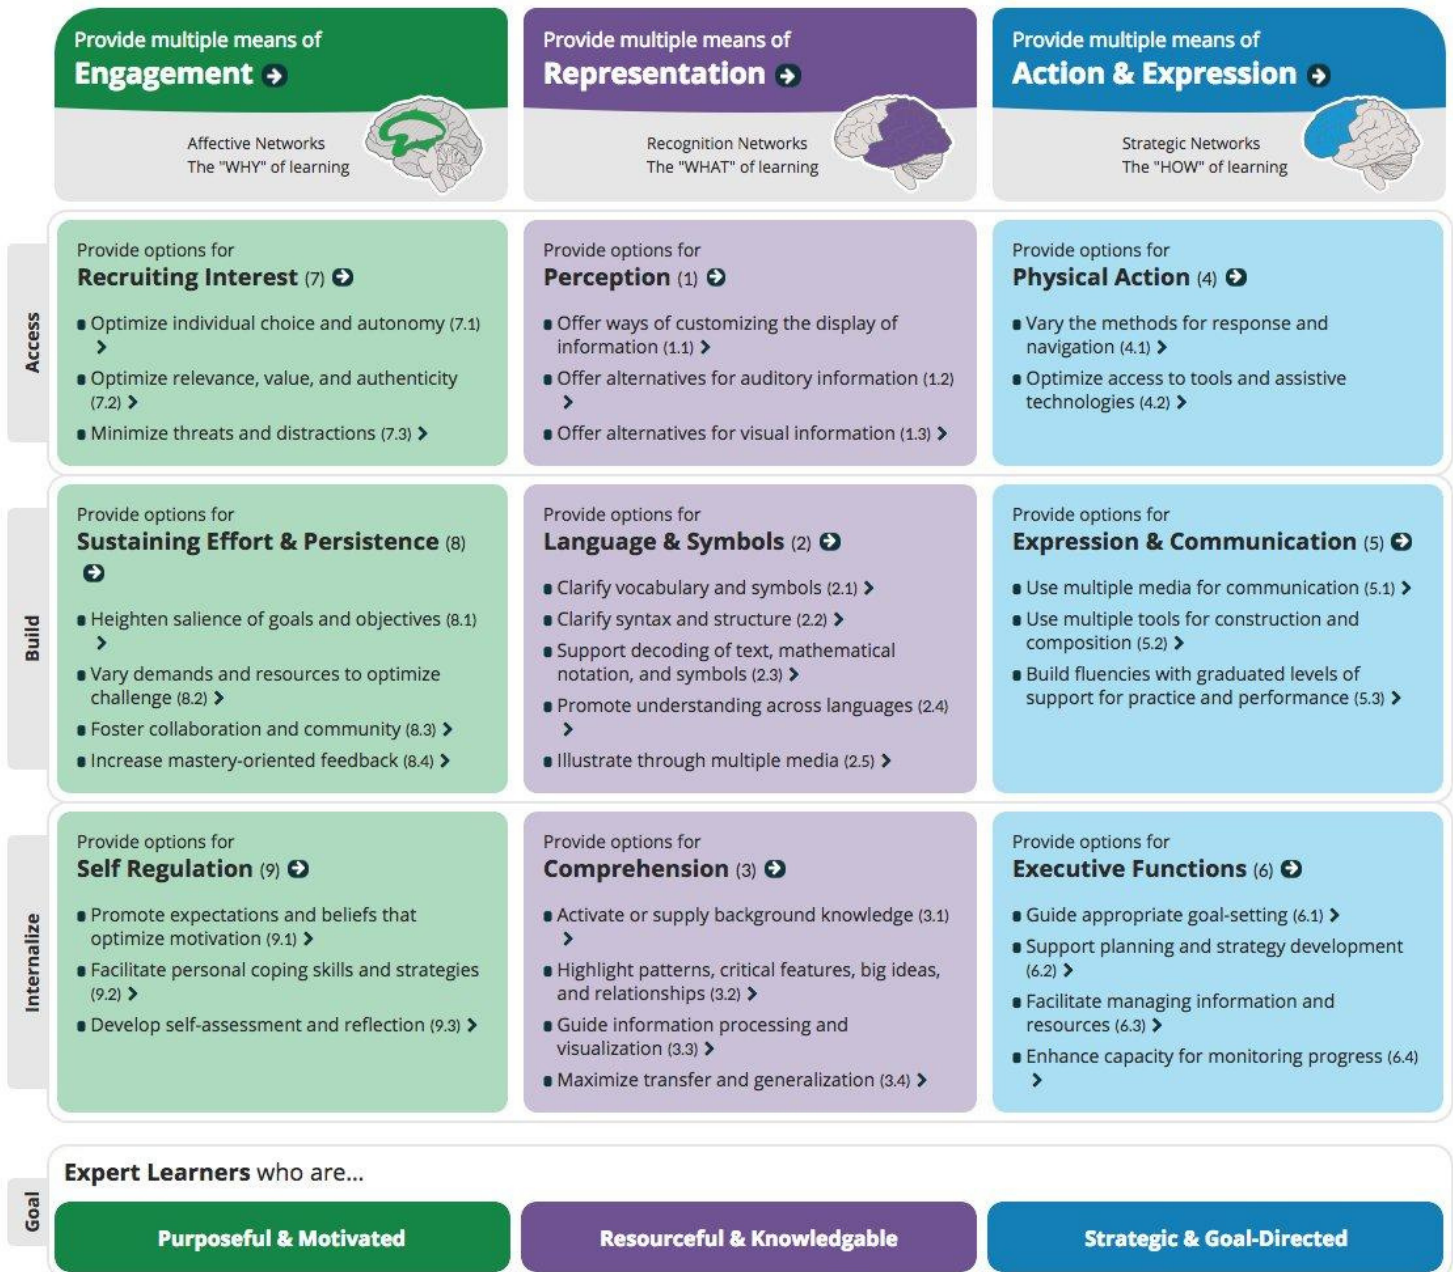 Provide multiple means of
Engagement
Affective Networks
The "WHY" of learning
Provide multiple means of
Representation
Recognition Networks
The "WHAT" of learning
Provide multiple means of
Action & Expression
Strategic Networks
The "HOW" of learning
Access
Provide options for
Recruiting Interest (7)
Optimize individual choice and autonomy (7.1)
Optimize relevance, value, and authenticity
(7.2)
Minimize threats and distractions (7.3)
Provide options for
Perception (1)
Offer ways of customizing the display of
information (1.1)
Offer alternatives for auditory information (1.2)
Offer alternatives for visual information (1.3)
Provide options for
Physical Action (4)
Vary the methods for response and
navigation (4.1)
Optimize access to tools and assistive
technologies (4.2)
Build
Provide options for
Sustaining Effort & Persistence (8)
Heighten salience of goals and objectives (8.1)
Vary demands and resources to optimize
challenge (8.2)
Foster collaboration and community (8.3)
Increase mastery-oriented feedback (8.4)
Provide options for
Language & Symbols (2)
Clarify vocabulary and symbols (2.1)
Clarify syntax and structure (2.2)
Support decoding of text, mathematical
notation, and symbols (2.3)
Promote understanding across languages (2.4)
Illustrate through multiple media (2.5)
Provide options for
Expression & Communication (5)
Use multiple media for communication (5.1)
Use multiple tools for construction and
composition (5.2)
Build fluencies with graduated levels of
support for practice and performance (5.3)
Internalize
Provide options for
Self Regulation (9)
Promote expectations and beliefs that
optimize motivation (9.1)
Facilitate personal coping skills and strategies
(9.2)
Develop self-assessment and reflection (9.3)
Provide options for
Comprehension (3)
Activate or supply background knowledge (3.1)
Highlight patterns, critical features, big ideas,
and relationships (3.2)
Guide information processing and
visualization (3.3)
Maximize transfer and generalization (3.4)
Provide options for
Executive Functions (6)
Guide appropriate goal-setting (6.1)
Support planning and strategy development
(6.2)
Facilitate managing information and
resources (6.3)
Enhance capacity for monitoring progress (6.4)
Goal
Expert Learners who are...
Purposeful & Motivated
Resourceful & Knowledgable
Strategic & Goal-Directed